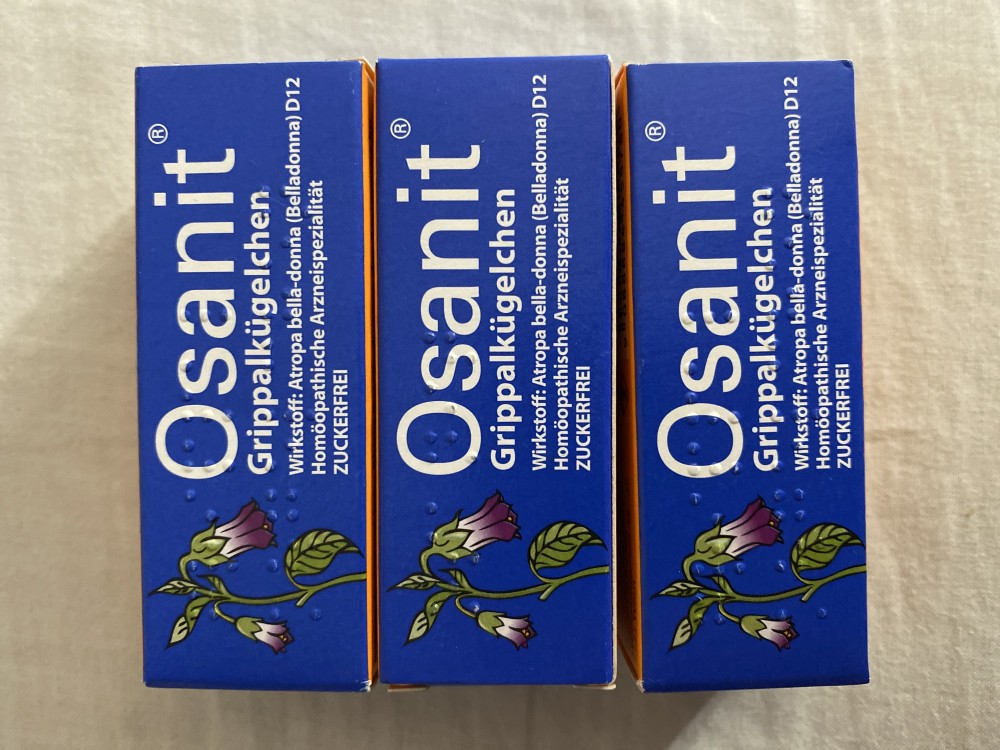 Osanit®
Grippalkügelchen
Wirkstoff: Atropa bella-donna (Belladonna) D12
Homöopathische Arzneispezialität
ZUCKERFREI
Osanit®
Grippalkügelchen
Wirkstoff: Atropa bella-donna (Belladonna) D12
Homöopathische Arzneispezialität
ZUCKERFREI
Osanit®
Grippalkügelchen
Wirkstoff: Atropa bella-donna (Belladonna) D12
Homöopathische Arzneispezialität
ZUCKERFREI